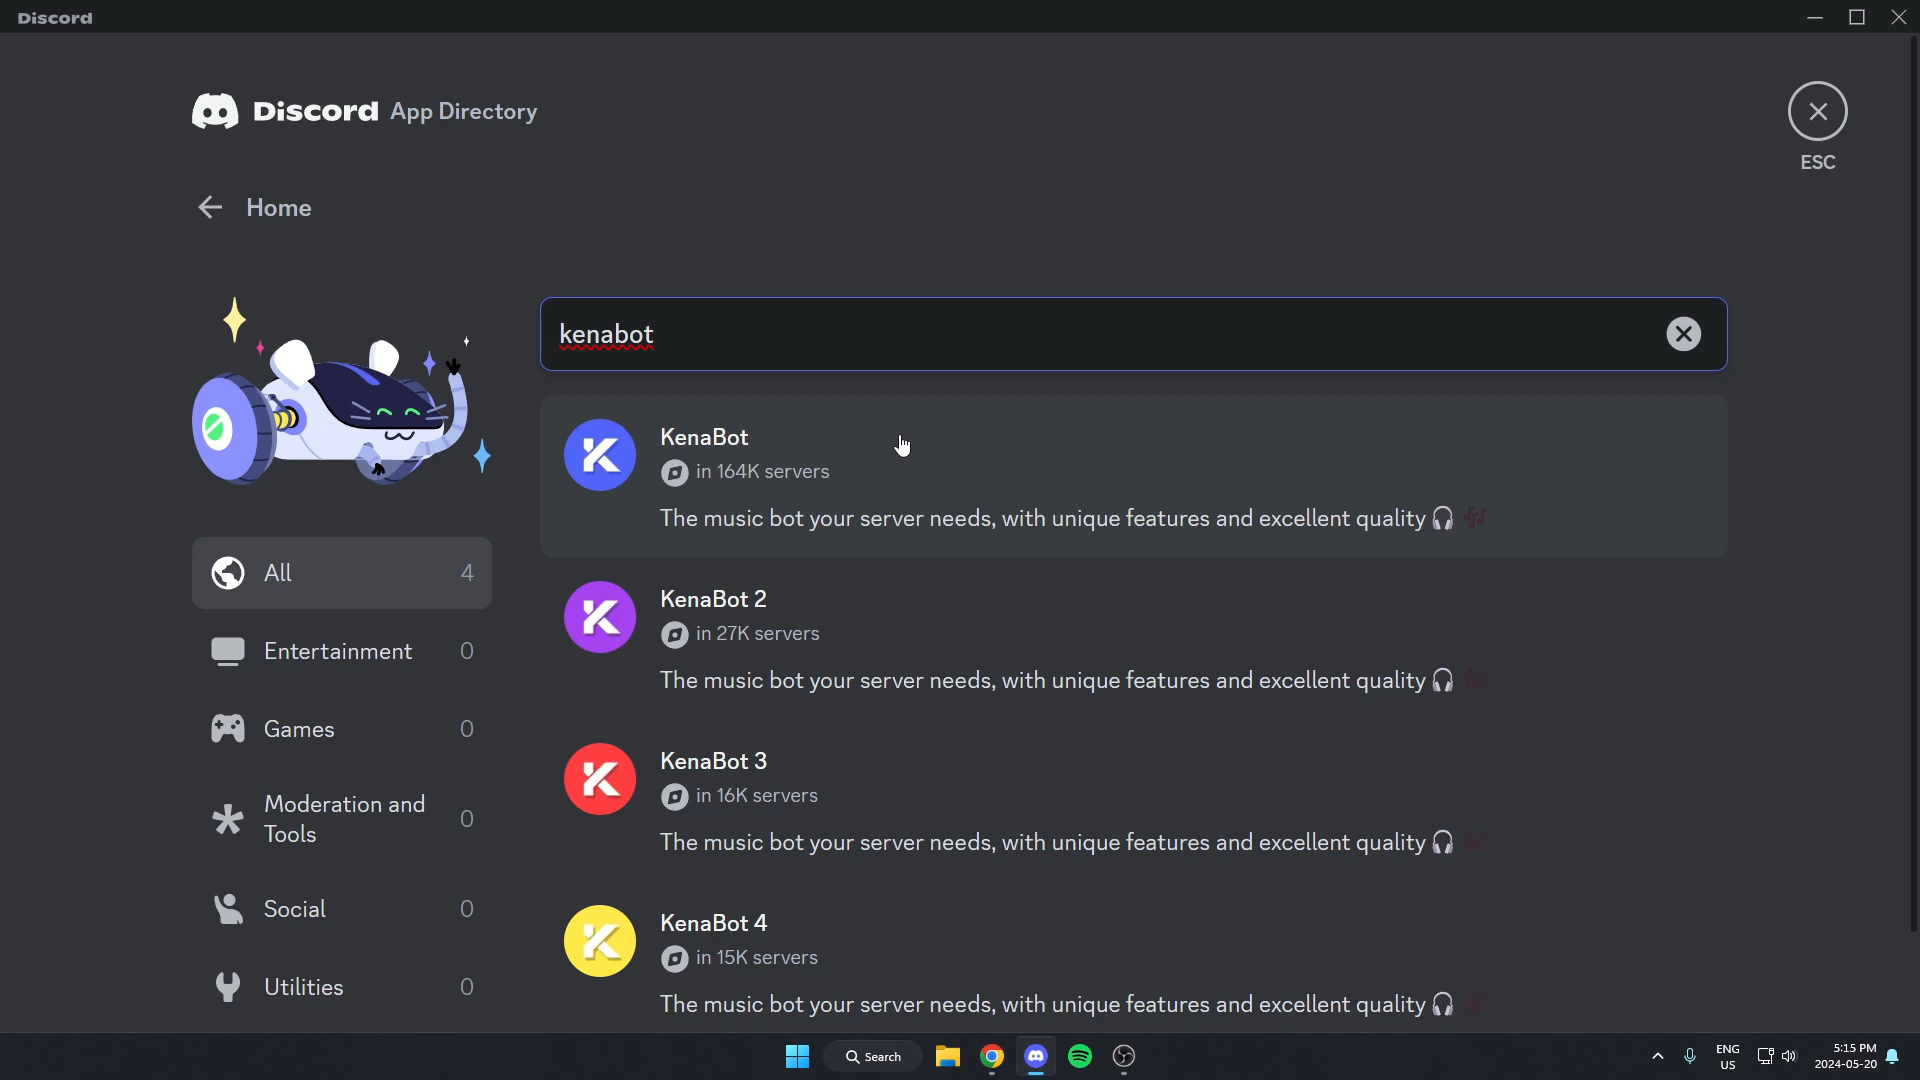 Discord
Discord App Directory
ESC
Home
kenabot
KenaBot
in 164K servers
The music bot your server needs, with unique features and excellent quality 🎧 🎶
All 4
KenaBot 2
in 27K servers
The music bot your server needs, with unique features and excellent quality 🎧 🎶
Entertainment 0
Games 0
KenaBot 3
in 16K servers
The music bot your server needs, with unique features and excellent quality 🎧 🎶
Moderation and
Tools 0
Social 0
KenaBot 4
in 15K servers
The music bot your server needs, with unique features and excellent quality 🎧 🎶
Utilities 0
Search
ENG
US
5:15 PM
2024-05-20